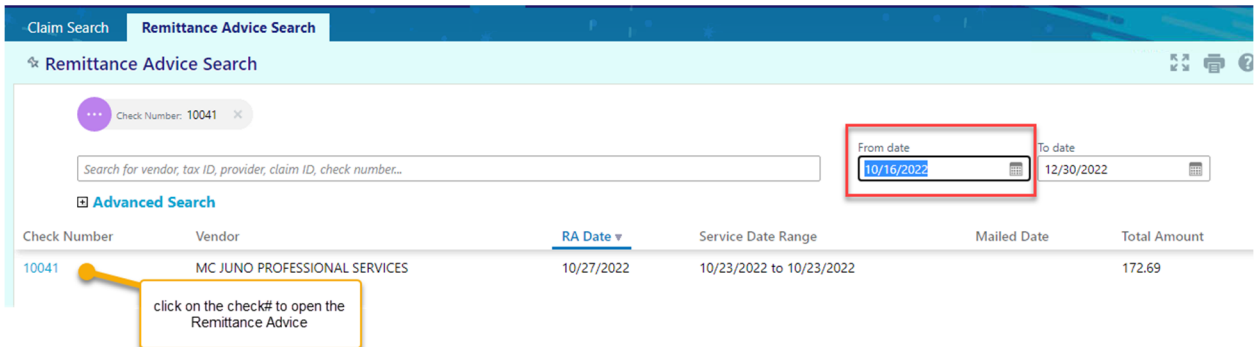 Claim Search Remittance Advice Search
Remittance Advice Search
Check Number: 10041 ×
From date To date
Search for vendor, tax ID, provider, claim ID, check number... 10/16/2022 12/30/2022
Advanced Search
Check Number Vendor RA Date ▼ Service Date Range Mailed Date Total Amount
10041 MC JUNO PROFESSIONAL SERVICES 10/27/2022 10/23/2022 to 10/23/2022 172.69
click on the check# to open the
Remittance Advice